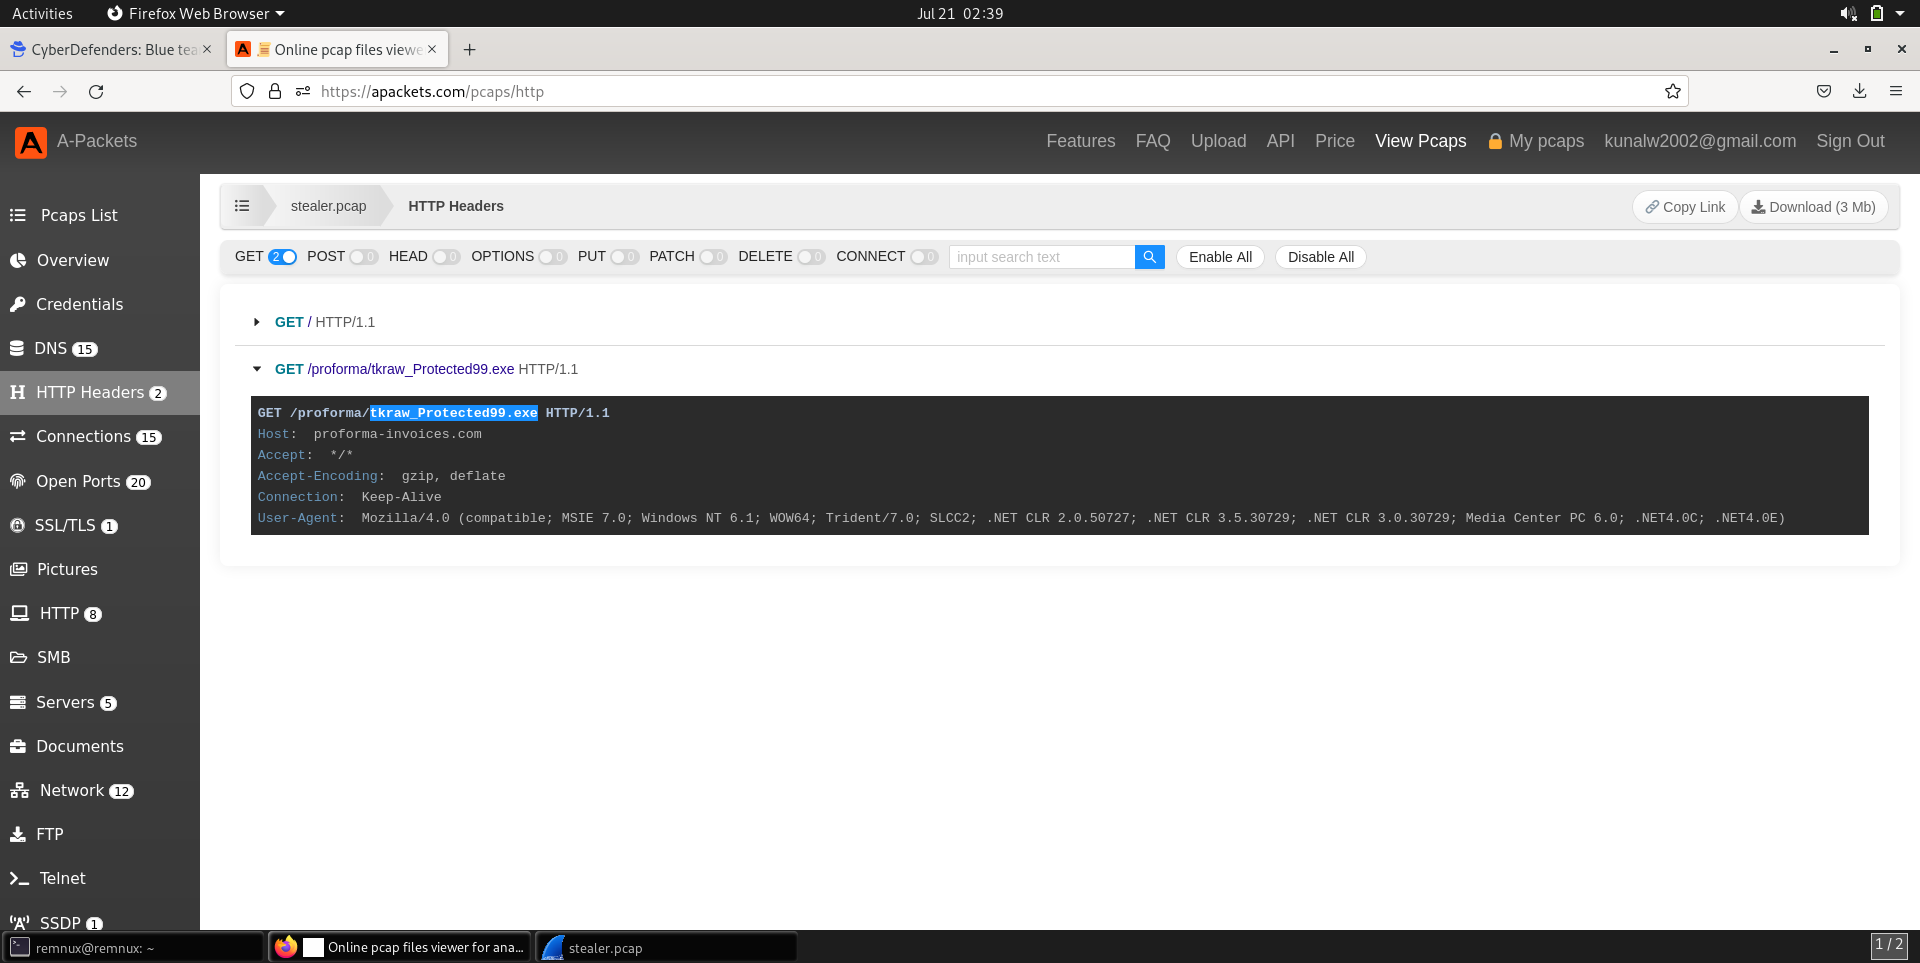 Activities
Firefox Web Browser
Jul 21 02:39
CyberDefenders: Blue tea
Online pcap files viewe
https://apackets.com/pcaps/http
A-Packets
Features FAQ Upload API Price View Pcaps My pcaps kunalw2002@gmail.com Sign Out
Pcaps List
Overview
Credentials
DNS 15
HTTP Headers 2
Connections 15
Open Ports 20
SSL/TLS 1
Pictures
HTTP 8
SMB
Servers 5
Documents
Network 12
FTP
Telnet
SSDP 1
stealer.pcap HTTP Headers Copy Link Download (3 Mb)
GET 2 POST 0 HEAD 0 OPTIONS 0 PUT 0 PATCH 0 DELETE 0 CONNECT 0 input search text Enable All Disable All
GET / HTTP/1.1
GET /proforma/tkraw_Protected99.exe HTTP/1.1
GET /proforma/tkraw_Protected99.exe HTTP/1.1
Host: proforma-invoices.com
Accept: */*
Accept-Encoding: gzip, deflate
Connection: Keep-Alive
User-Agent: Mozilla/4.0 (compatible; MSIE 7.0; Windows NT 6.1; WOW64; Trident/7.0; SLCC2; .NET CLR 2.0.50727; .NET CLR 3.5.30729; .NET CLR 3.0.30729; Media Center PC 6.0; .NET4.0C; .NET4.0E)
remnux@remnux: ~
Online pcap files viewer for ana...
stealer.pcap
1 / 2